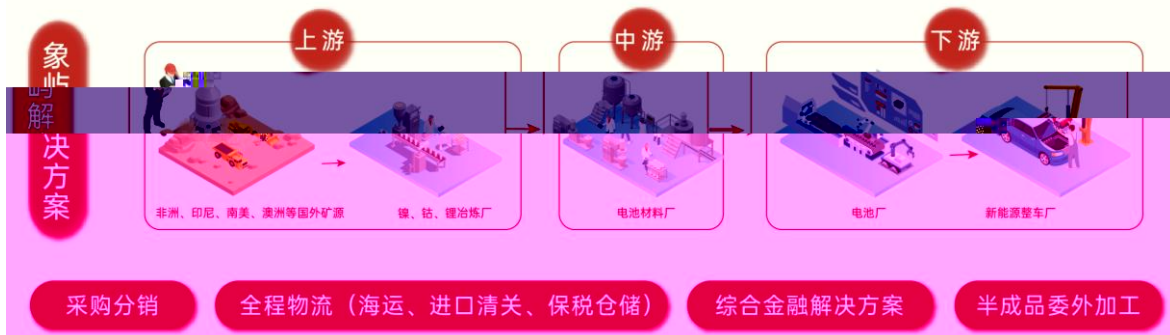 象屿解决方案
上游
中游
下游
非洲、印尼、南美、澳洲等国外矿源
镍、钴、锂冶炼厂
电池材料厂
电池厂
新能源整车厂
采购分销
全程物流（海运、进口清关、保税仓储）
综合金融解决方案
半成品委外加工